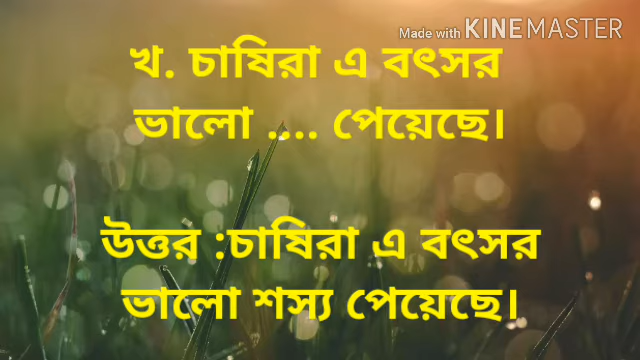 Made with KINEMASTER
খ. চাষিরা এ বৎসর
ভালো .... পেয়েছে।
উত্তর :চাষিরা এ বৎসর
ভালো শস্য পেয়েছে।